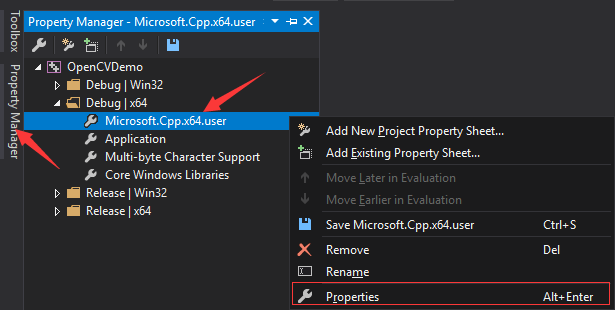 Toolbox
Property Manager
Property Manager - Microsoft.Cpp.x64.user
OpenCVDemo
Debug | Win32
Debug | x64
Microsoft.Cpp.x64.user
Application
Multi-byte Character Support
Core Windows Libraries
Release | Win32
Release | x64
Add New Project Property Sheet...
Add Existing Property Sheet...
Move Later in Evaluation
Move Earlier in Evaluation
Save Microsoft.Cpp.x64.user Ctrl+S
Remove Del
Rename
Properties Alt+Enter